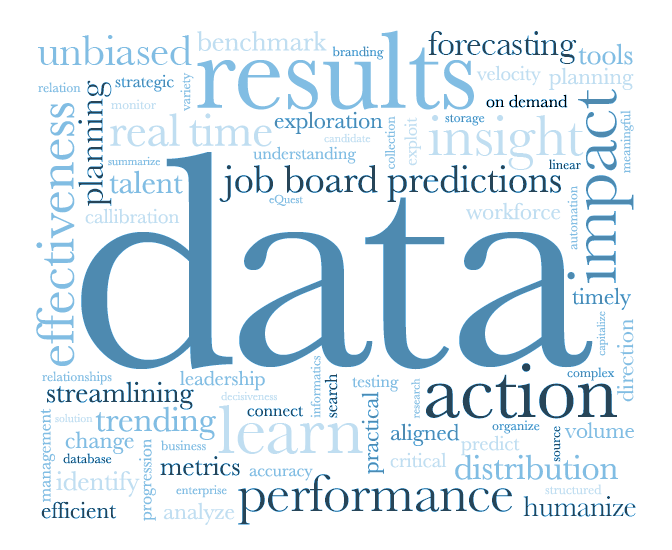 unbiased
benchmark
branding
forecasting
tools
relation
strategic
variety
results
velocity
planning
monitor
on demand
planning
real time
exploration
storage
candidate
collection
exploit
insight
meaningful
impact
summarize
understanding
linear
effectiveness
talent
job board predictions
eQuest
callibration
workforce
automation
data
timely
capitalize
direction
relationships
leadership
complex
streamlining
decisiveness
informatics
search
testing
research
action
solution
trending
connect
practical
learn
aligned
organize
source
volume
management
change
business
predict
database
progression
metrics
accuracy
critical
distribution
identify
enterprise
structured
efficient
analyze
performance
humanize